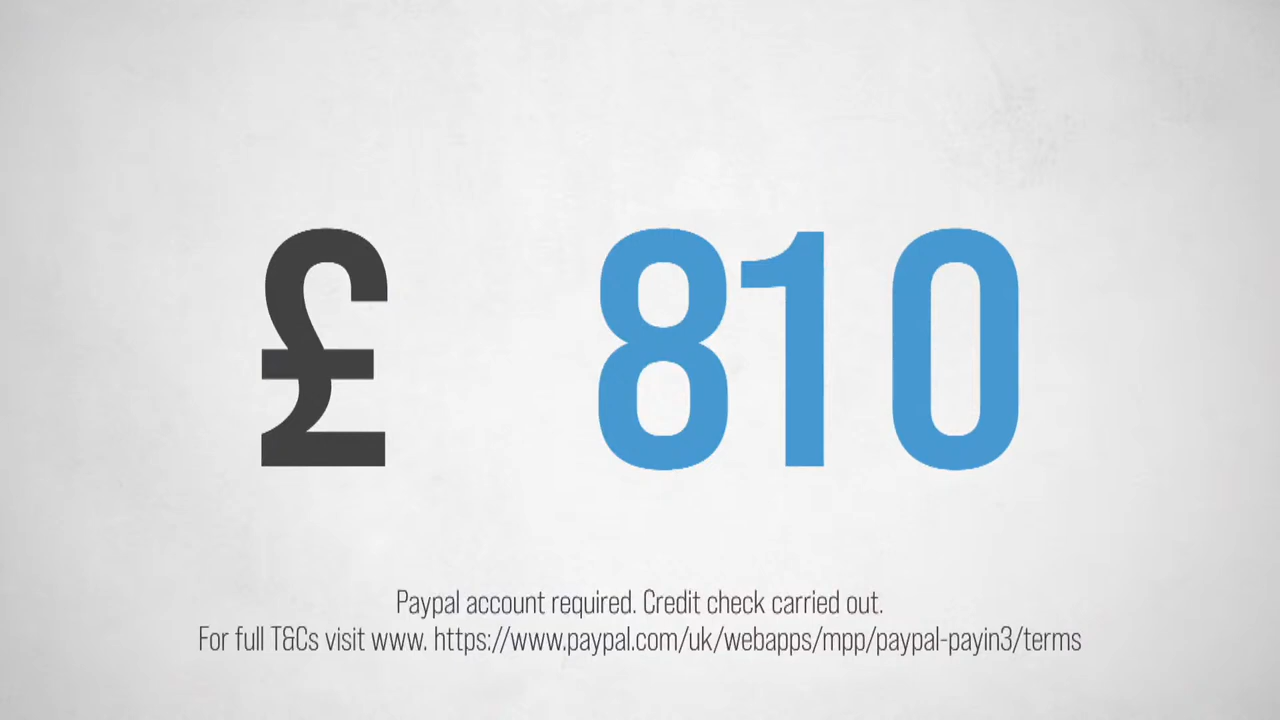 £ 810
Paypal account required. Credit check carried out.
For full T&Cs visit www. https://www.paypal.com/uk/webapps/mpp/paypal-payin3/terms